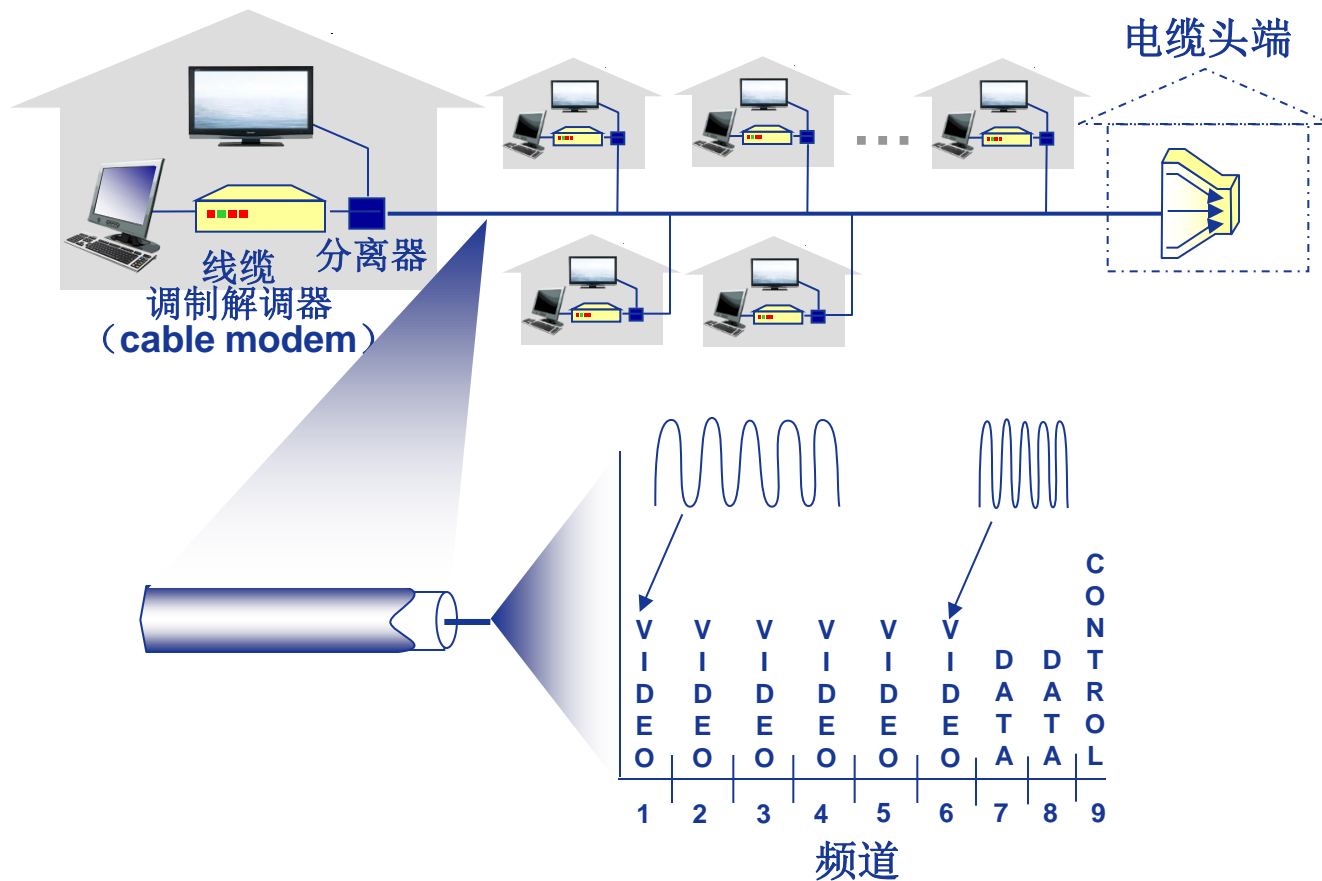 电缆头端
分离器
线缆
调制解调器
（cable modem）
VIDEO VIDEO VIDEO VIDEO VIDEO VIDEO DATA DATA CONTROL
1 2 3 4 5 6 7 8 9
频道